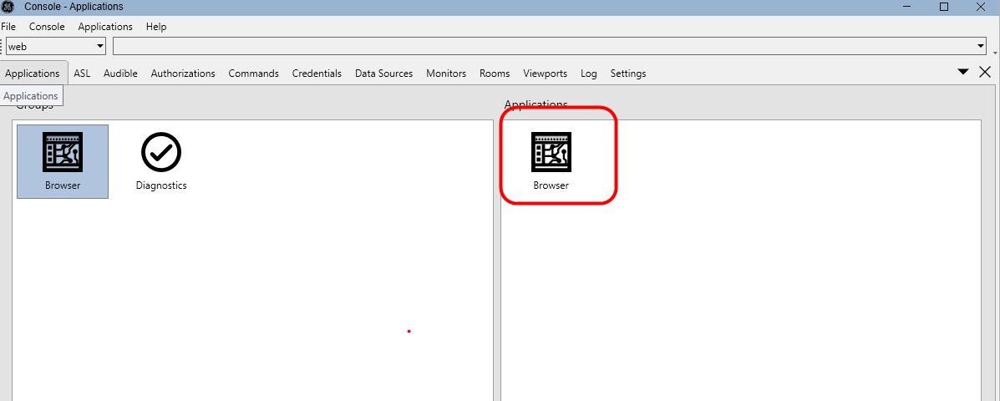 Console - Applications
File Console Applications Help
web
Applications ASL Audible Authorizations Commands Credentials Data Sources Monitors Rooms Viewports Log Settings
Applications
Groups Applications
Browser Diagnostics Browser